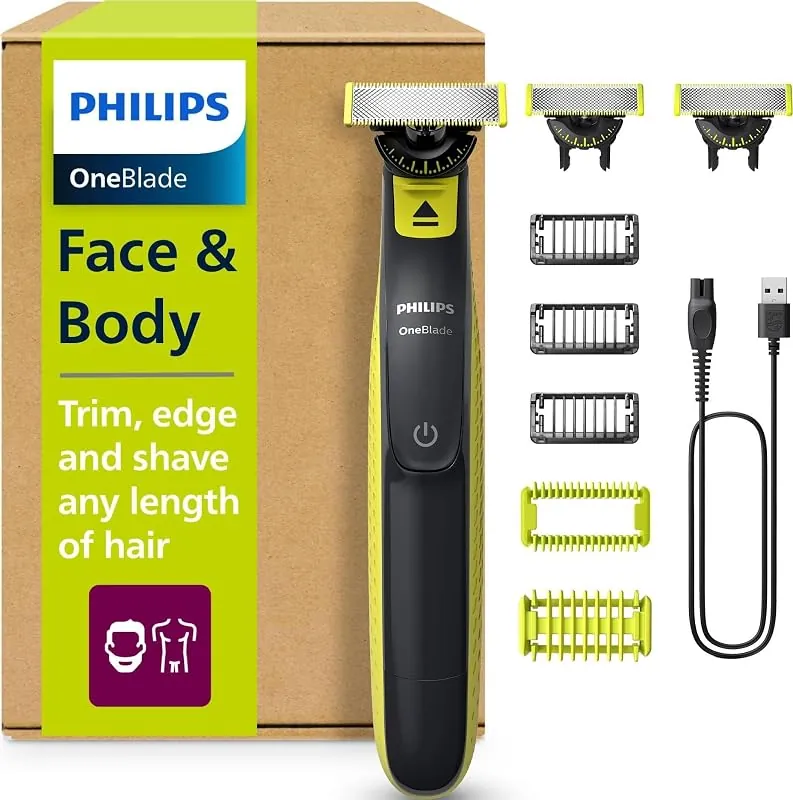 PHILIPS
OneBlade
Face &
Body
Trim, edge
and shave
any length
of hair
PHILIPS
OneBlade